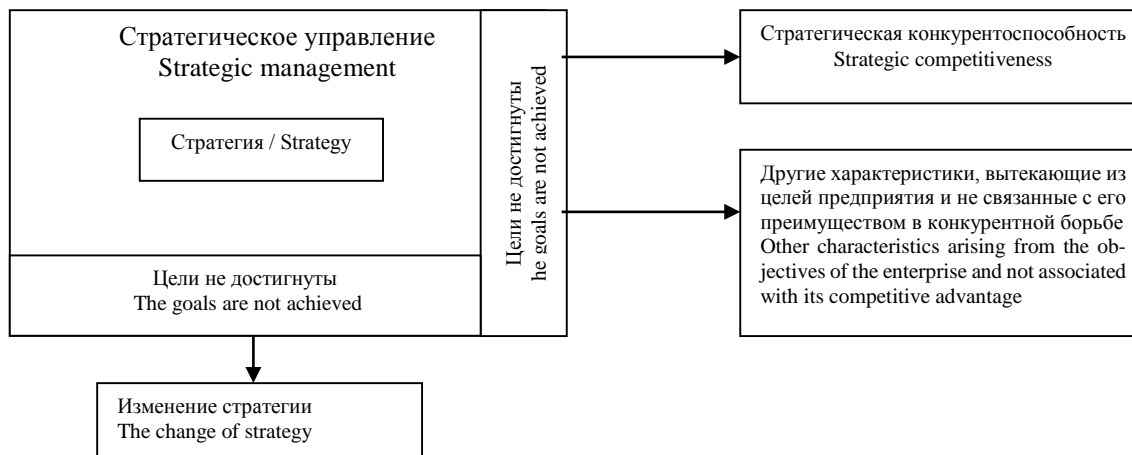 Стратегическое управление
Strategic management
Стратегия / Strategy
Цели не достигнуты
The goals are not achieved
Цели не достигнуты
he goals are not achieved
Стратегическая конкурентоспособность
Strategic competitiveness
Другие характеристики, вытекающие из
целей предприятия и не связанные с его
преимуществом в конкурентной борьбе
Other characteristics arising from the ob-
jectives of the enterprise and not associated
with its competitive advantage
Изменение стратегии
The change of strategy